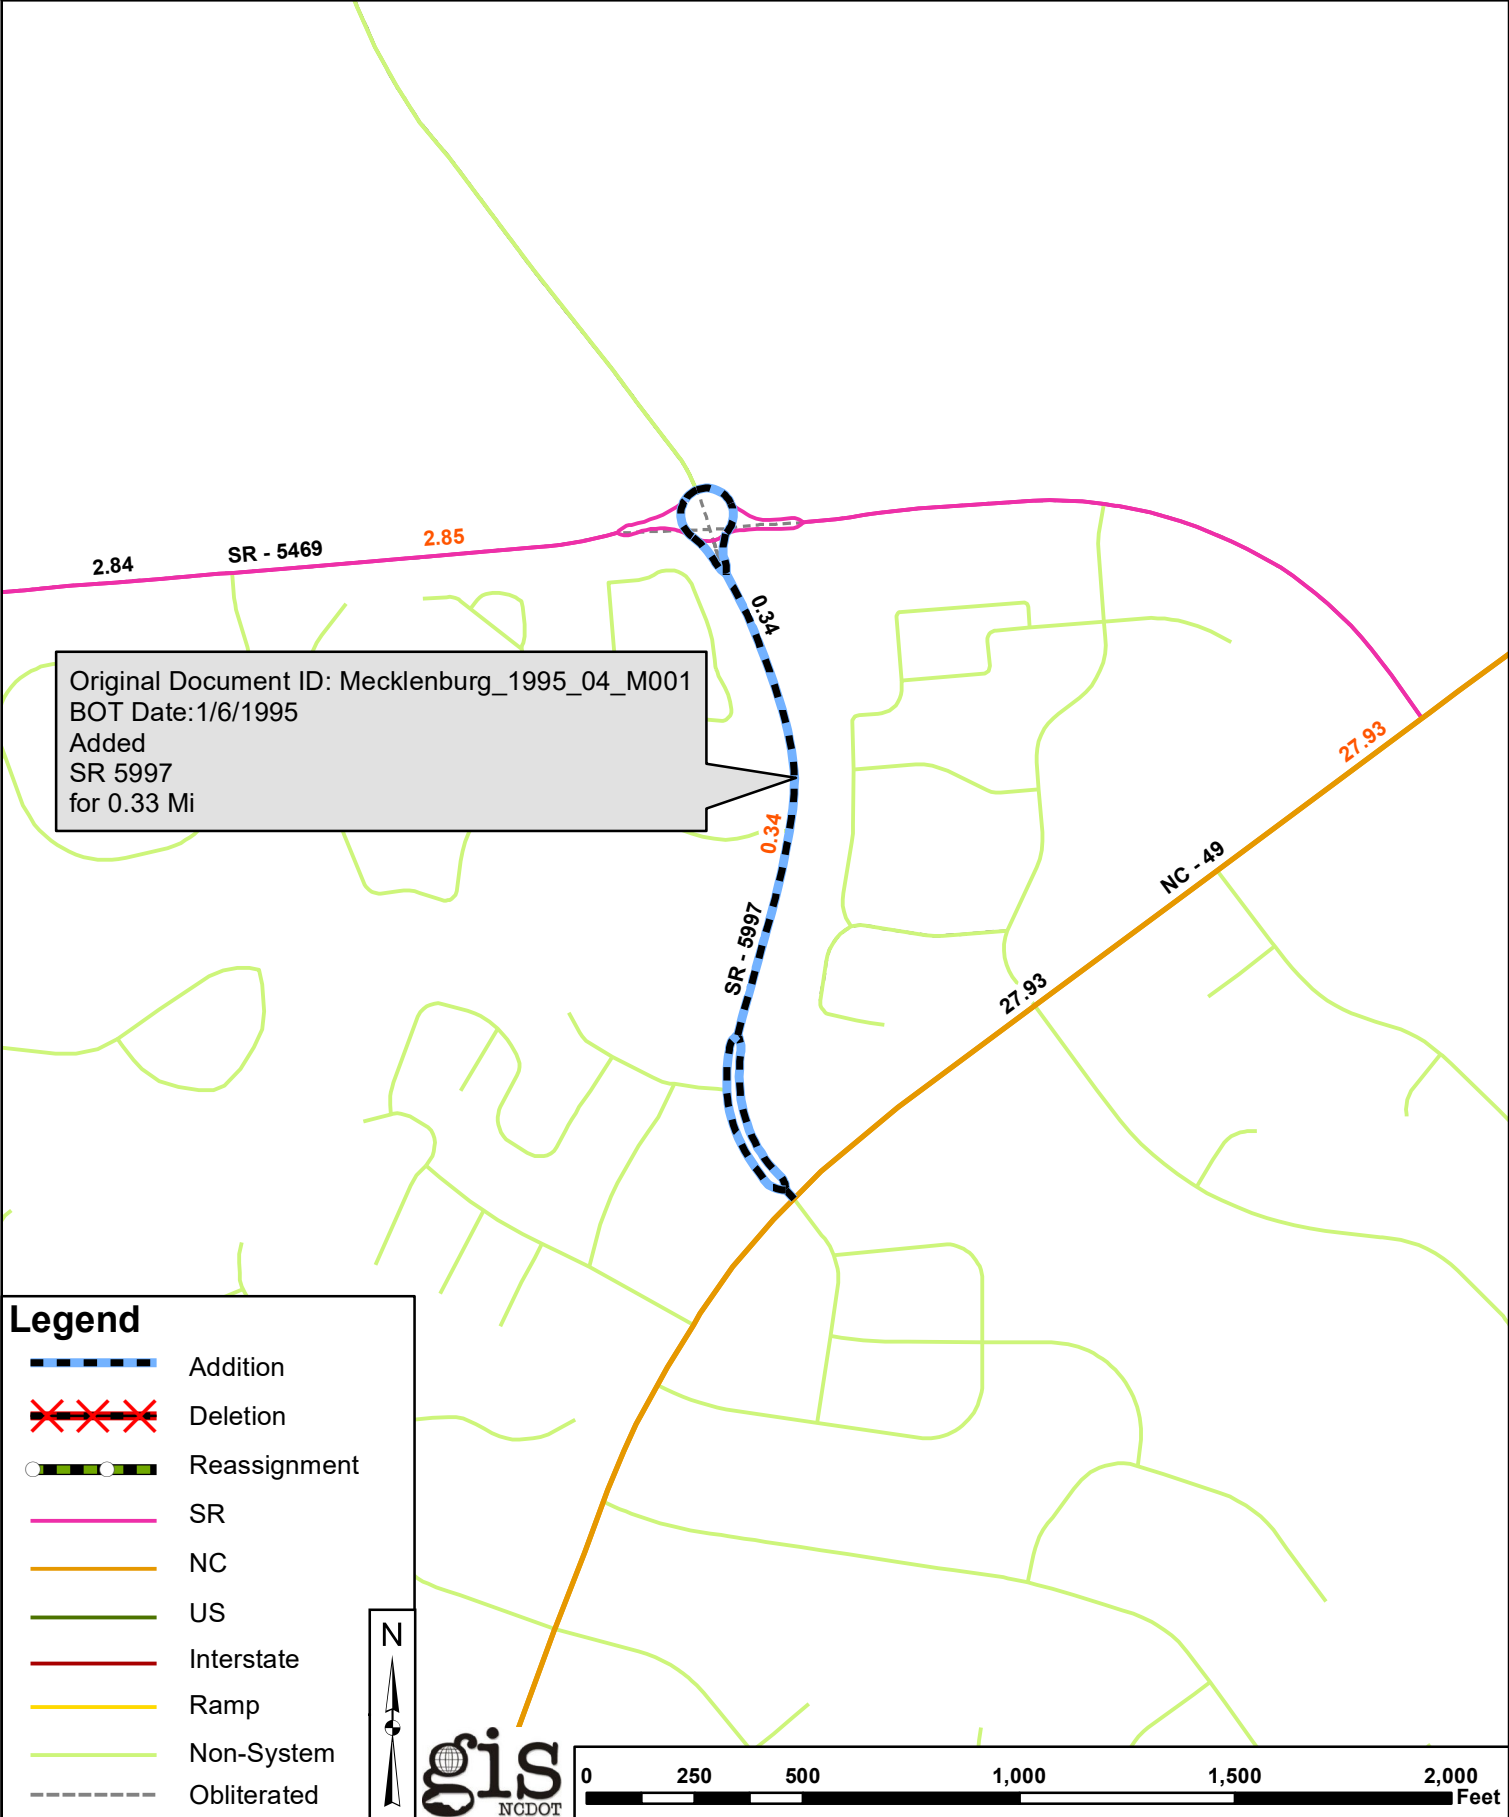 2.84
SR - 5469
2.85
0.34
Original Document ID: Mecklenburg_1995_04_M001
BOT Date:1/6/1995
Added
SR 5997
for 0.33 Mi
0.34
SR - 5997
27.93
NC - 49
27.93
Legend
Addition
Deletion
Reassignment
SR
NC
US
Interstate
Ramp
Non-System
Obliterated
N
gis
NCDOT
0 250 500 1,000 1,500 2,000
Feet